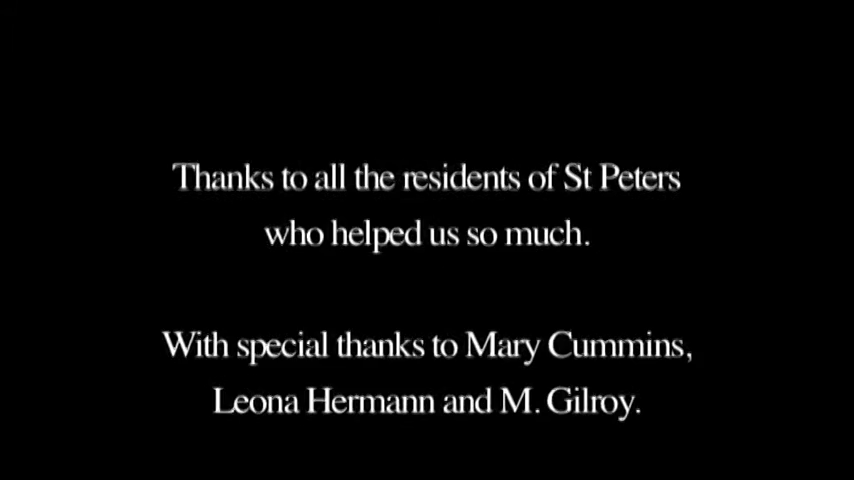 Thanks to all the residents of St Peters
who helped us so much.
With special thanks to Mary Cummins,
Leona Hermann and M. Gilroy.